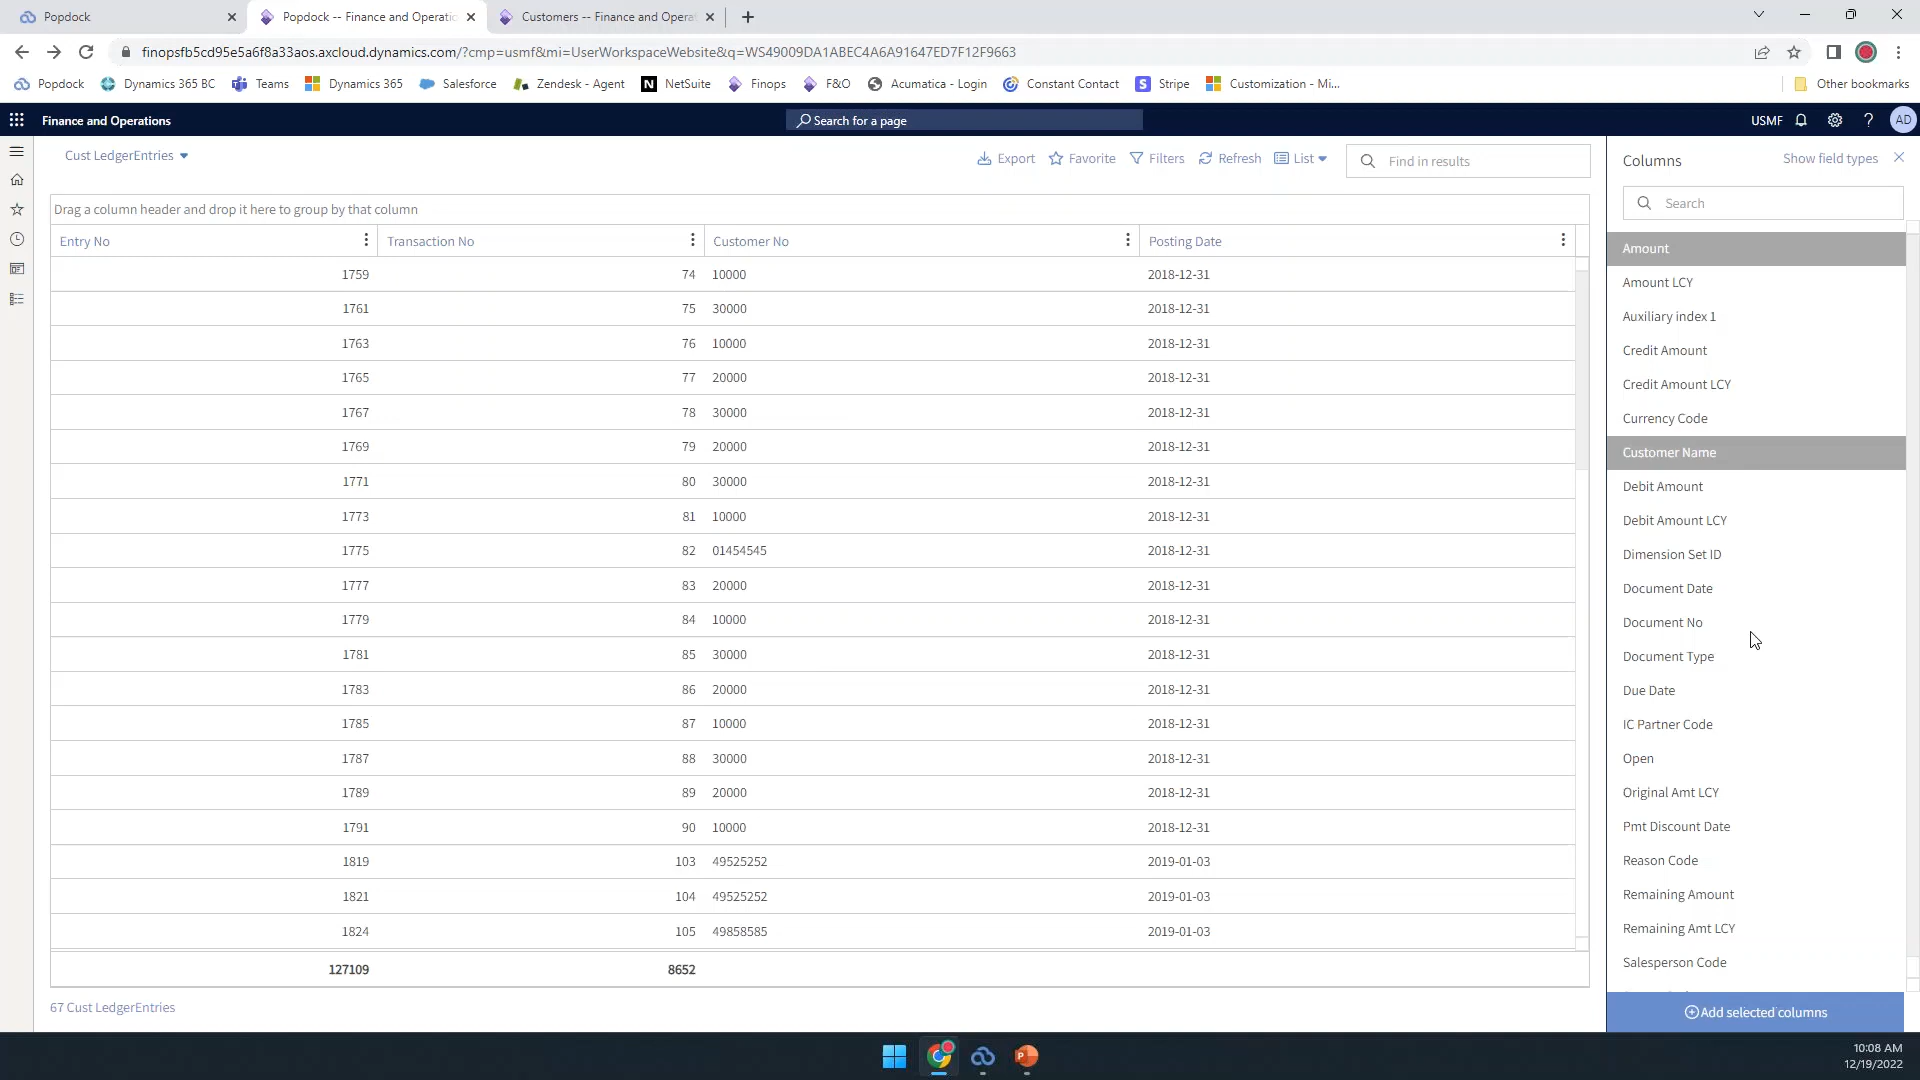 Popdock
Popdock -- Finance and Operatio
Customers -- Finance and Operat
finopsfb5cd95e5a6f8a33aos.axcloud.dynamics.com/?cmp=usmf&mi=UserWorkspaceWebsite&q=WS49009DA1ABEC4A6A91647ED7F12F9663
Popdock Dynamics 365 BC Teams Dynamics 365 Salesforce Zendesk - Agent NetSuite Finops F&O Acumatica - Login Constant Contact Stripe Customization - Mi... Other bookmarks
Finance and Operations
Search for a page
USMF
AD
Cust LedgerEntries
Export Favorite Filters Refresh List
Find in results
Drag a column header and drop it here to group by that column
Entry No Transaction No Customer No Posting Date
1759 74 10000 2018-12-31
1761 75 30000 2018-12-31
1763 76 10000 2018-12-31
1765 77 20000 2018-12-31
1767 78 30000 2018-12-31
1769 79 20000 2018-12-31
1771 80 30000 2018-12-31
1773 81 10000 2018-12-31
1775 82 01454545 2018-12-31
1777 83 20000 2018-12-31
1779 84 10000 2018-12-31
1781 85 30000 2018-12-31
1783 86 20000 2018-12-31
1785 87 10000 2018-12-31
1787 88 30000 2018-12-31
1789 89 20000 2018-12-31
1791 90 10000 2018-12-31
1819 103 49525252 2019-01-03
1821 104 49525252 2019-01-03
1824 105 49858585 2019-01-03
127109 8652
67 Cust LedgerEntries
Columns
Show field types
Search
Amount
Amount LCY
Auxiliary index 1
Credit Amount
Credit Amount LCY
Currency Code
Customer Name
Debit Amount
Debit Amount LCY
Dimension Set ID
Document Date
Document No
Document Type
Due Date
IC Partner Code
Open
Original Amt LCY
Pmt Discount Date
Reason Code
Remaining Amount
Remaining Amt LCY
Salesperson Code
Add selected columns
10:08 AM
12/19/2022